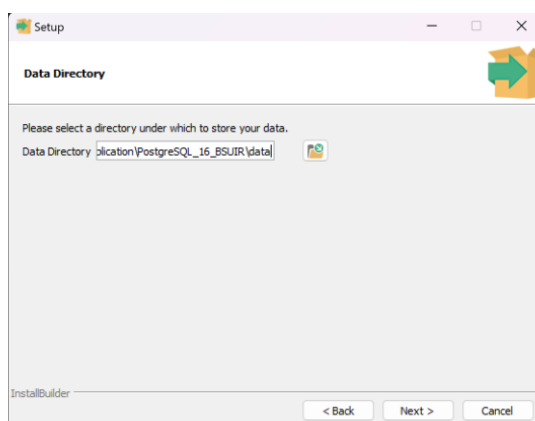 Setup
Data Directory
Please select a directory under which to store your data.
Data Directory plication\PostgreSQL_16_BSUIR\data
InstallBuilder
< Back Next > Cancel